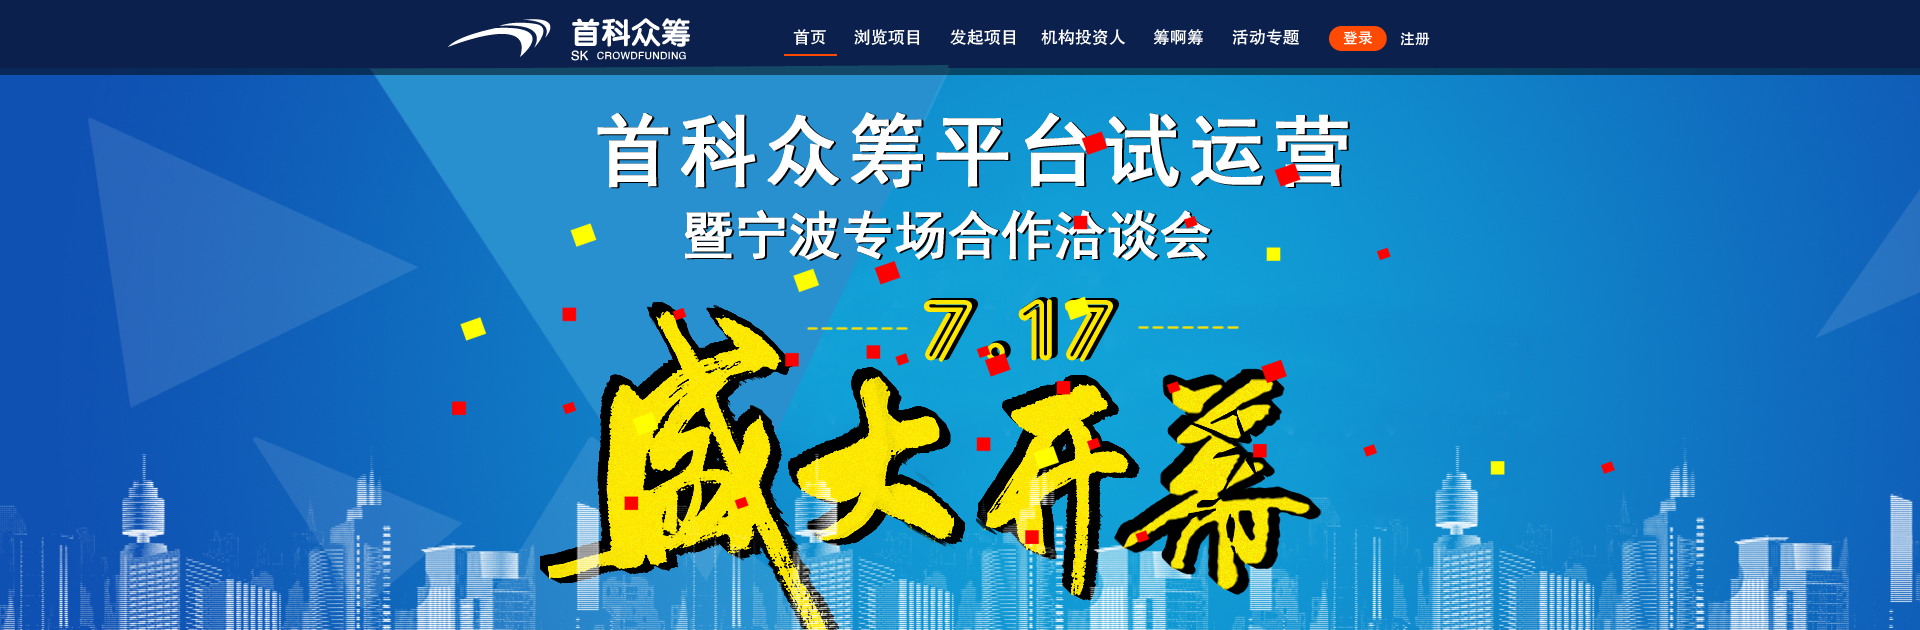 首科众筹
SK CROWDFUNDING
首页 浏览项目 发起项目 机构投资人 筹啊筹 活动专题 登录 注册
首科众筹平台试运营
暨宁波专场合作洽谈会
7.17
盛大开幕